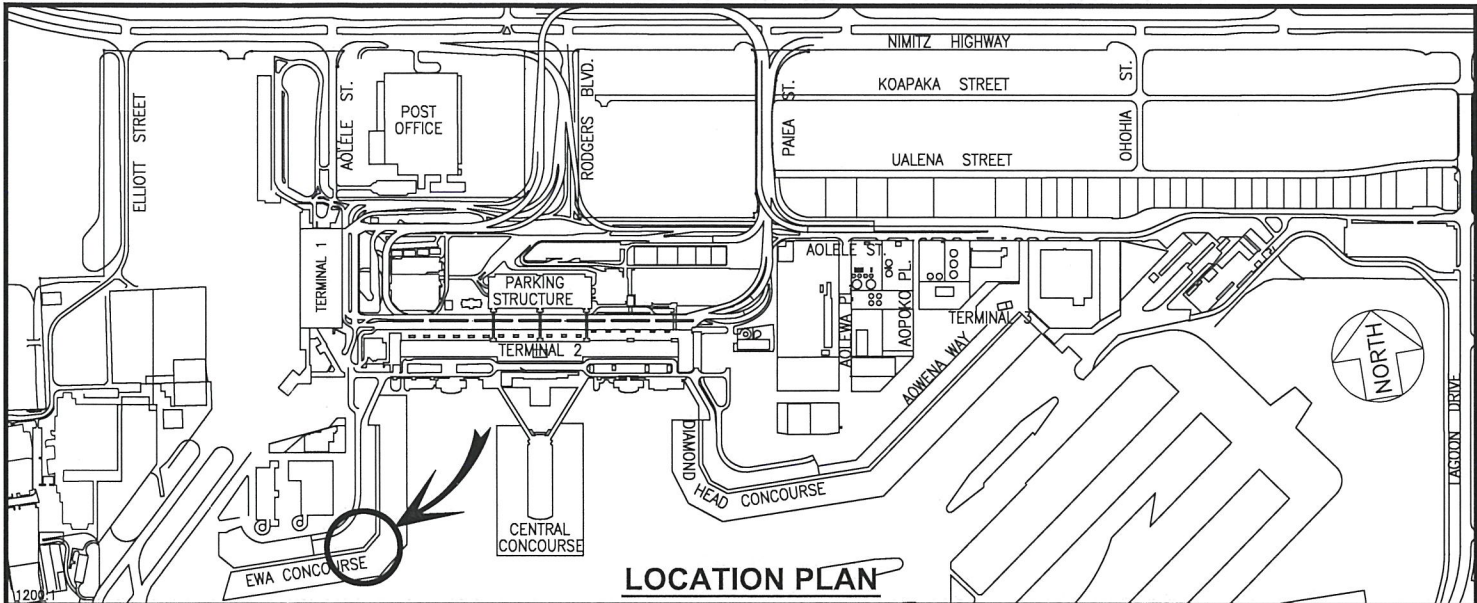 NIMITZ HIGHWAY
KOAPAKA STREET
UALENA STREET
ELLIOTT STREET
AOLELE ST.
POST
OFFICE
RODGERS BLVD.
PAIEA ST.
OHOHIA ST.
TERMINAL 1
PARKING
STRUCTURE
TERMINAL 2
AOLELE ST.
AOLEWA PL.
AOPOKO PL.
TERMINAL 3
AOWENA WAY
NORTH
LAGOON DRIVE
DIAMOND HEAD CONCOURSE
CENTRAL
CONCOURSE
EWA CONCOURSE
LOCATION PLAN
1200-1